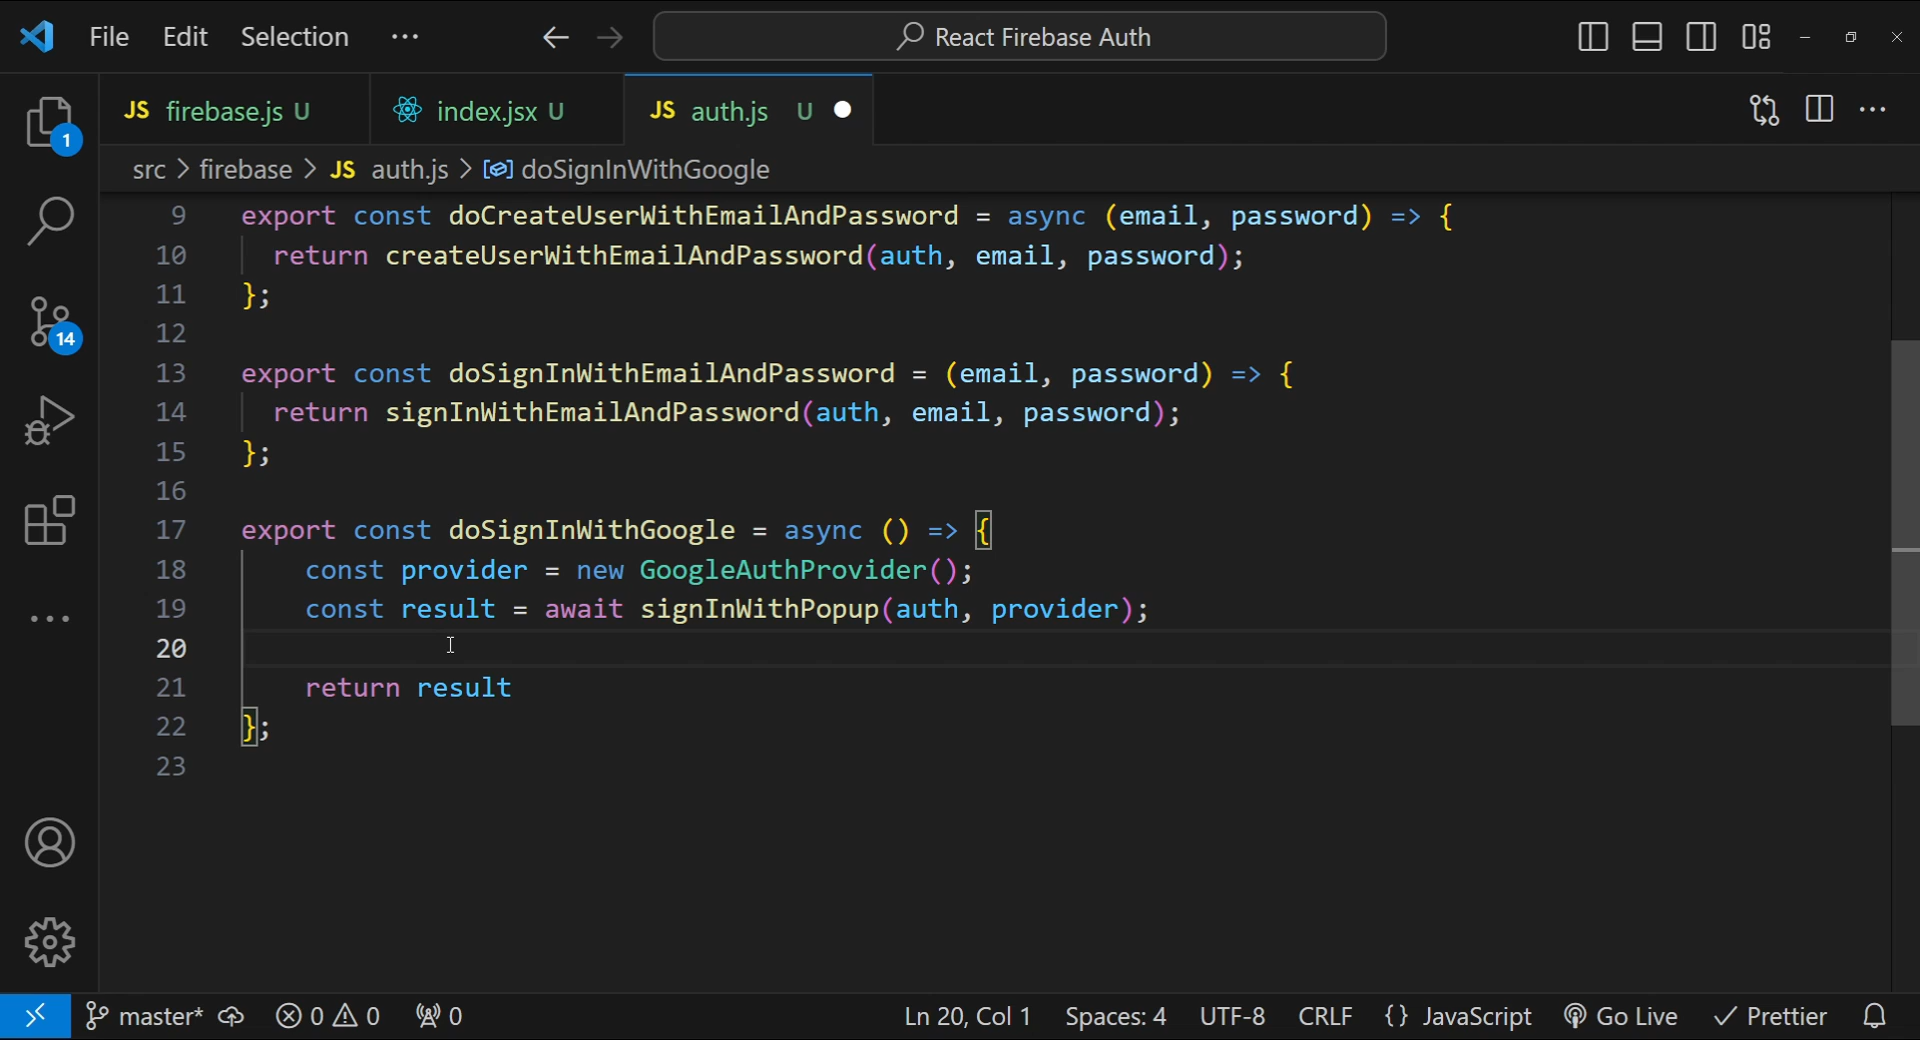 File Edit Selection ··· React Firebase Auth
JS firebase.js U index.jsx U JS auth.js U
src > firebase > JS auth.js > doSignInWithGoogle
9 export const doCreateUserWithEmailAndPassword = async (email, password) => {
10 return createUserWithEmailAndPassword(auth, email, password);
11 };
12
13 export const doSignInWithEmailAndPassword = (email, password) => {
14 return signInWithEmailAndPassword(auth, email, password);
15 };
16
17 export const doSignInWithGoogle = async () => {
18 const provider = new GoogleAuthProvider();
19 const result = await signInWithPopup(auth, provider);
20
21 return result
22 };
23
1
14
master* 0 0 0 Ln 20, Col 1 Spaces: 4 UTF-8 CRLF {} JavaScript Go Live Prettier